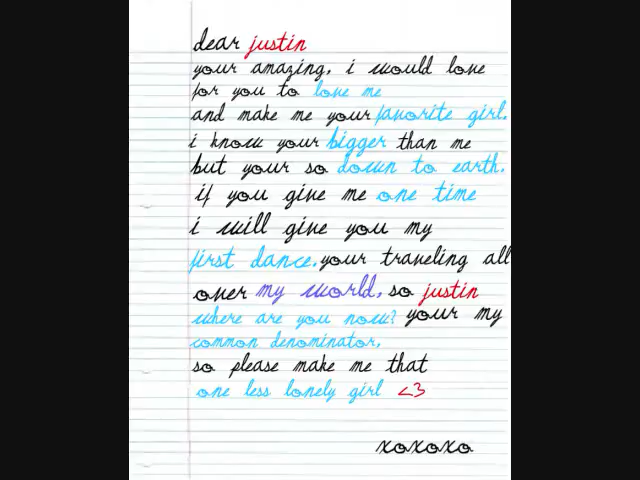 dear justin
your amazing, i would love
for you to love me
and make me your favorite girl.
i know your bigger than me
but your so down to earth.
if you give me one time
i will give you my
first dance. your traveling all
over my world, so justin
where are you now? your my
common denominator,
so please make me that
one less lonely girl <3
xoxoxo